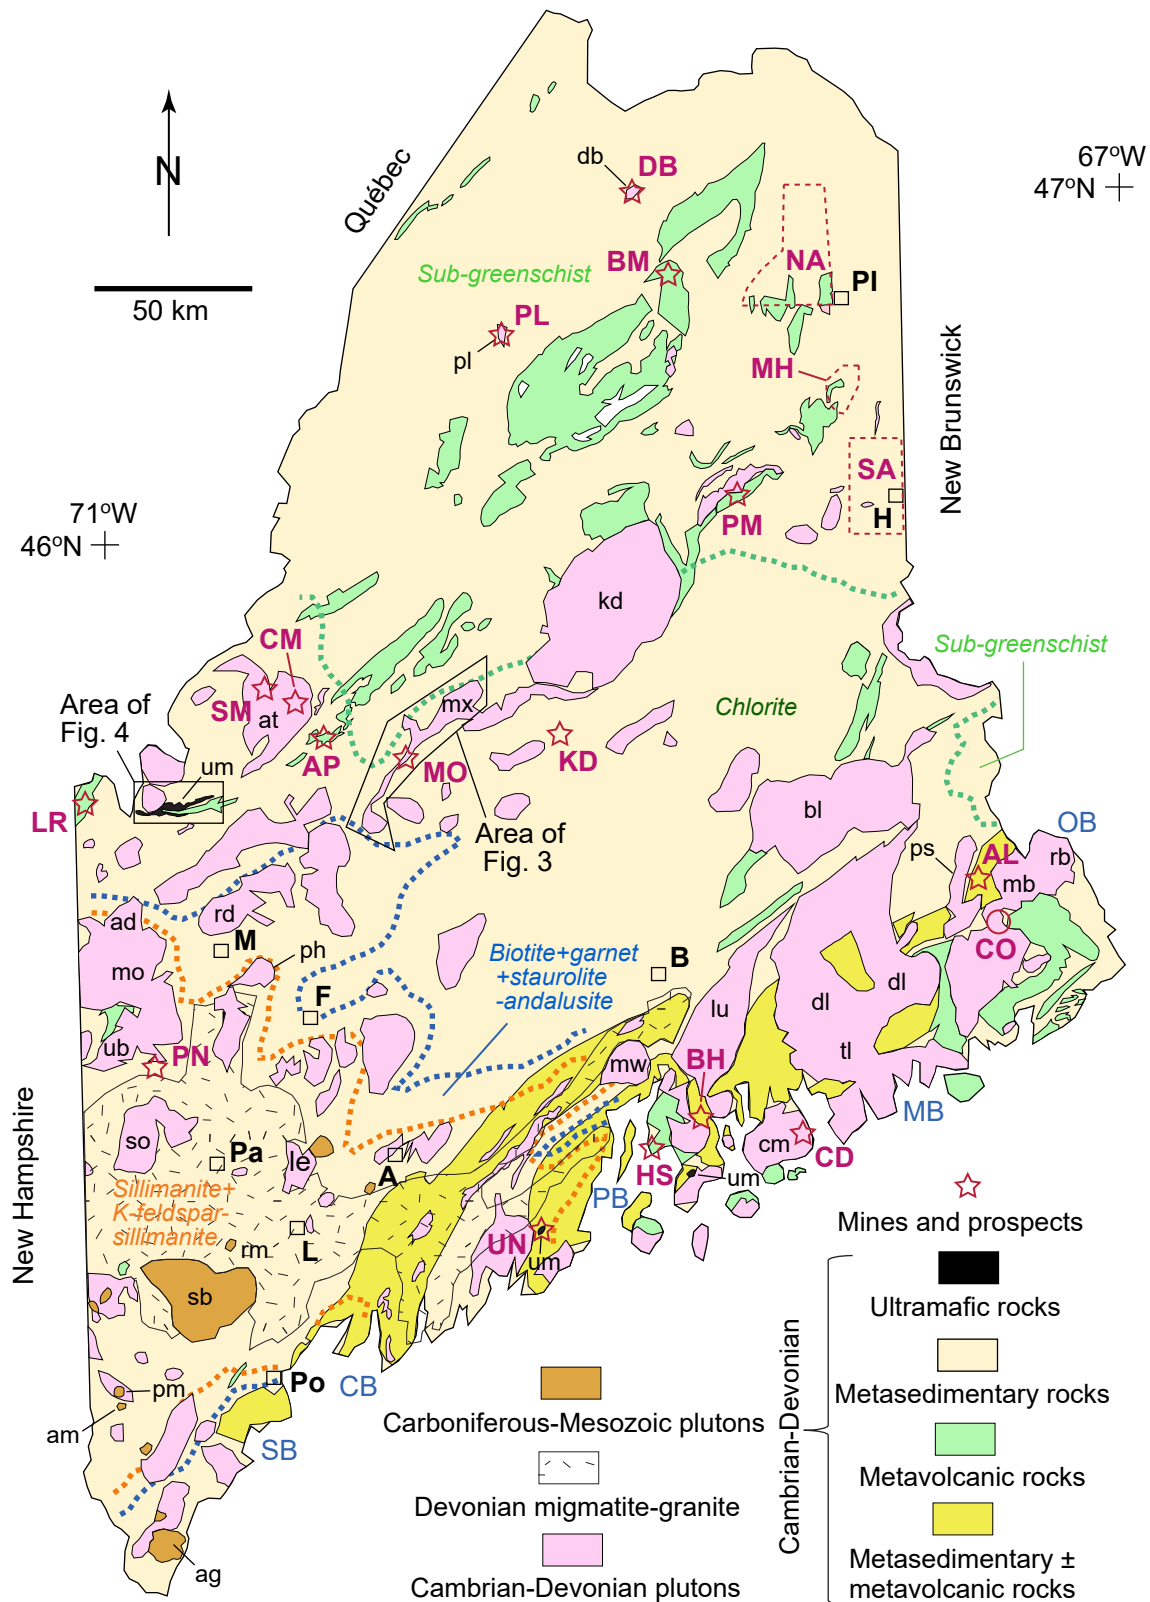 N
Québec
50 km
67°W
47°N
db
DB
Sub-greenschist
BM
NA
PI
PL
pl
MH
New Brunswick
SA
H
PM
71°W
46°N
kd
CM
SM
at
AP
mx
MO
KD
Chlorite
Sub-greenschist
Area of
Fig. 4
um
LR
Area of
Fig. 3
bl
OB
ps
AL
rb
mb
CO
ad
rd
M
mo
ph
F
Biotite+garnet
+staurolite
-andalusite
B
lu
dl
dl
tl
ub
PN
mw
BH
MB
New Hampshire
so
Pa
le
A
cm
CD
HS
um
PB
Sillimanite+
K-feldspar-
sillimanite
rm
L
UN
um
sb
Po
CB
pm
am
SB
ag
Mines and prospects
Ultramafic rocks
Metasedimentary rocks
Metavolcanic rocks
Metasedimentary ±
metavolcanic rocks
Cambrian-Devonian
Carboniferous-Mesozoic plutons
Devonian migmatite-granite
Cambrian-Devonian plutons